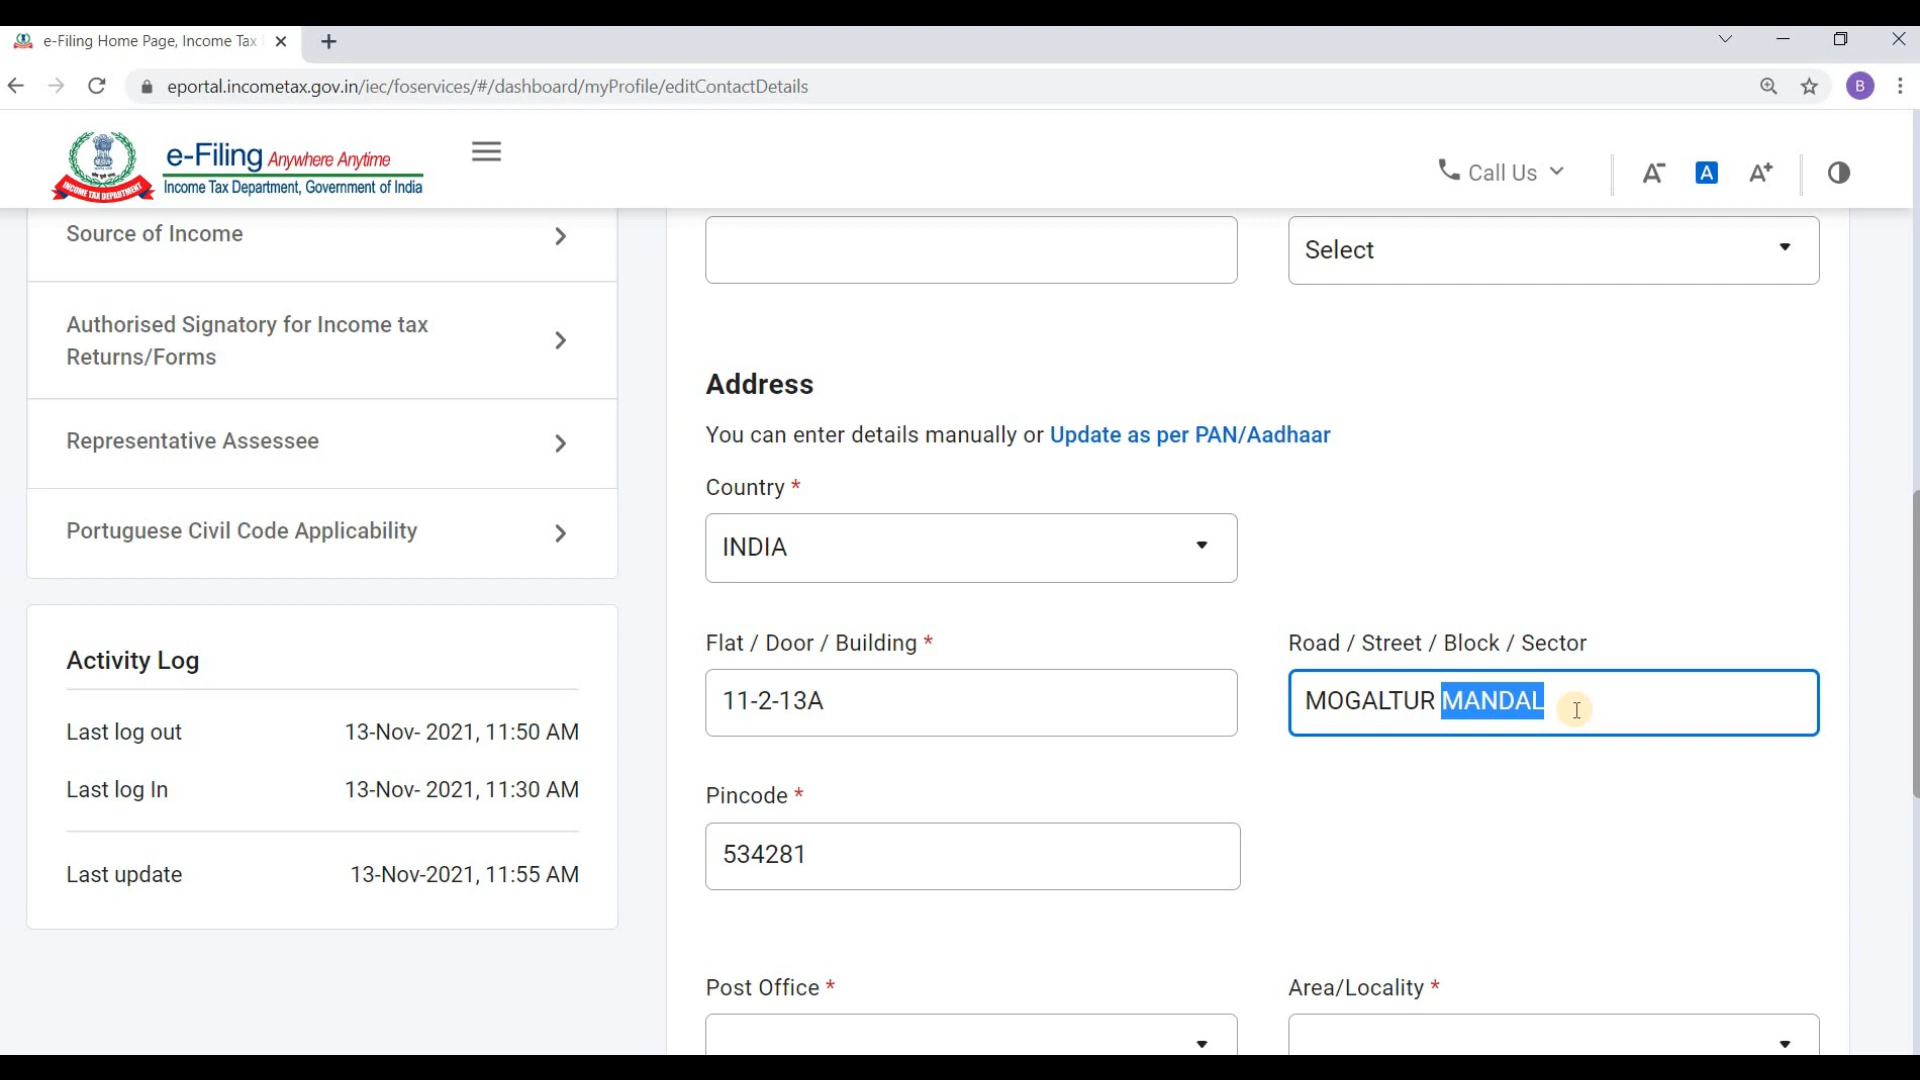 e-Filing Home Page, Income Tax
eportal.incometax.gov.in/iec/foservices/#/dashboard/myProfile/editContactDetails
B
e-Filing Anywhere Anytime
Income Tax Department, Government of India
INCOME TAX DEPARTMENT
Call Us
A-
A
A+
Source of Income
Authorised Signatory for Income tax
Returns/Forms
Representative Assessee
Portuguese Civil Code Applicability
Activity Log
Last log out 13-Nov- 2021, 11:50 AM
Last log In 13-Nov- 2021, 11:30 AM
Last update 13-Nov-2021, 11:55 AM
Select
Address
You can enter details manually or Update as per PAN/Aadhaar
Country *
INDIA
Flat / Door / Building *
Road / Street / Block / Sector
11-2-13A
MOGALTUR MANDAL
Pincode *
534281
Post Office *
Area/Locality *